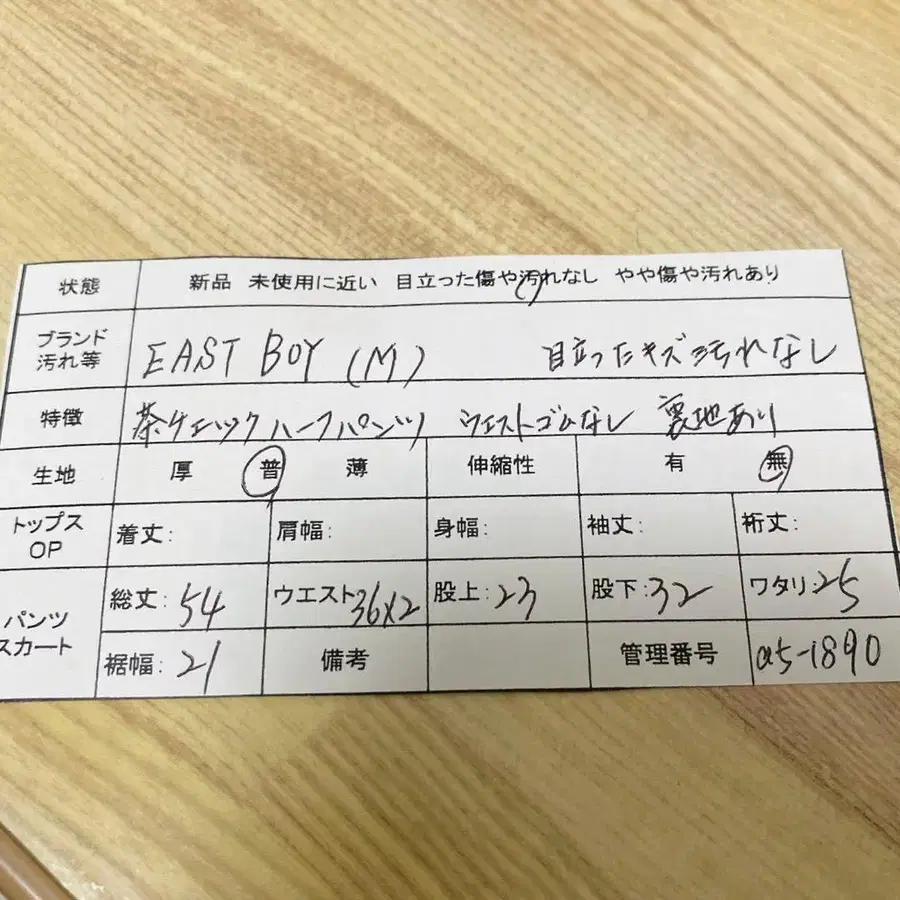 状態 新品 未使用に近い 目立った傷や汚れなし やや傷や汚れあり
ブランド
汚れ等 EAST BOY (M) 目立ったキズ汚れなし
特徴 茶チェックハーフパンツ ウエストゴムなし 裏地あり
生地 厚 普 薄 伸縮性 有 無
トップス
OP 着丈: 肩幅: 身幅: 袖丈: 裄丈:
パンツ
スカート 総丈: 54 ウエスト36×2 股上: 23 股下: 32 ワタリ: 25
裾幅: 21 備考 管理番号 a5-1890